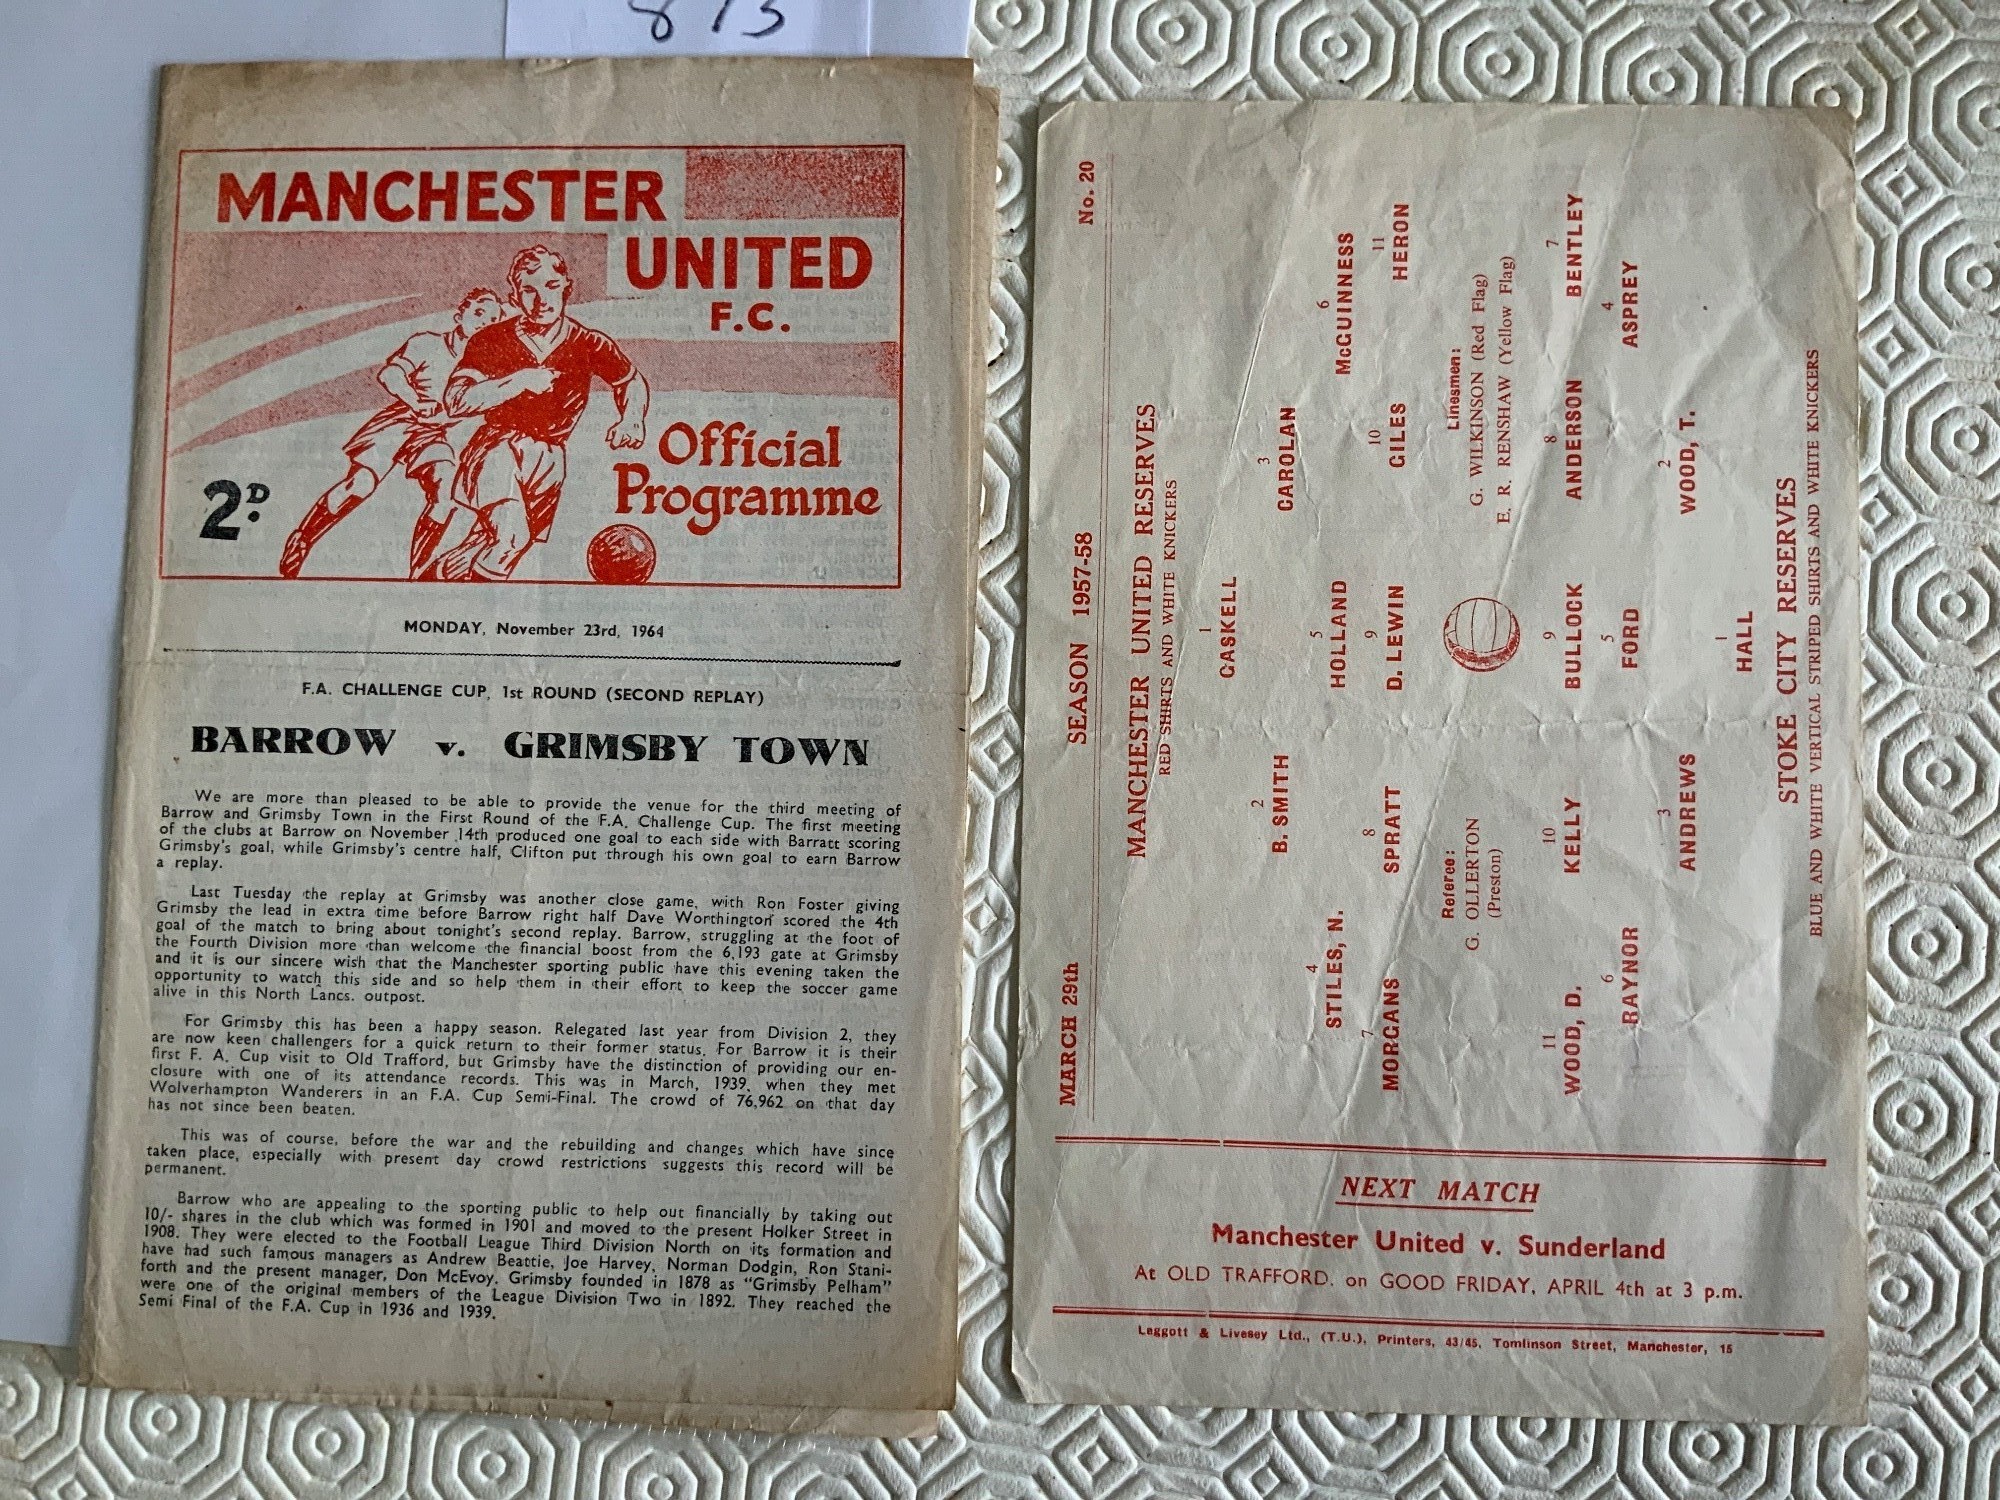 873
MANCHESTER
UNITED
F.C.
Official
Programme
2D.
MONDAY, November 23rd, 1964
F.A. CHALLENGE CUP, 1st ROUND (SECOND REPLAY)
BARROW v. GRIMSBY TOWN
We are more than pleased to be able to provide the venue for the third meeting of
Barrow and Grimsby Town in the First Round of the F.A. Challenge Cup. The first meeting
of the clubs at Barrow on November 14th produced one goal to each side with Barratt scoring
Grimsby's goal, while Grimsby's centre half, Clifton put through his own goal to earn Barrow
a replay.
Last Tuesday the replay at Grimsby was another close game, with Ron Foster giving
Grimsby the lead in extra time before Barrow right half Dave Worthington scored the 4th
goal of the match to bring about tonight's second replay. Barrow, struggling at the foot of
the Fourth Division more than welcome the financial boost from the 6,193 gate at Grimsby
and it is our sincere wish that the Manchester sporting public have this evening taken the
opportunity to watch this side and so help them in their effort to keep the soccer game
alive in this North Lancs. outpost.
For Grimsby this has been a happy season. Relegated last year from Division 2, they
are now keen challengers for a quick return to their former status. For Barrow it is their
first F. A. Cup visit to Old Trafford, but Grimsby have the distinction of providing our en-
closure with one of its attendance records. This was in March, 1939, when they met
Wolverhampton Wanderers in an F.A. Cup Semi-Final. The crowd of 76,962 on that day
has not since been beaten.
This was of course, before the war and the rebuilding and changes which have since
taken place, especially with present day crowd restrictions suggests this record will be
permanent.
Barrow who are appealing to the sporting public to help out financially by taking out
10/- shares in the club which was formed in 1901 and moved to the present Holker Street in
1908. They were elected to the Football League Third Division North on its formation and
have had such famous managers as Andrew Beattie, Joe Harvey, Norman Dodgin, Ron Stani-
forth and the present manager, Don McEvoy. Grimsby founded in 1878 as "Grimsby Pelham"
were one of the original members of the League Division Two in 1892. They reached the
Semi Final of the F.A. Cup in 1936 and 1939.
MARCH 29th SEASON 1957-58 No. 20
MANCHESTER UNITED RESERVES
RED SHIRTS AND WHITE KNICKERS
1
GASKELL
2 3
B. SMITH CAROLAN
4 5 6
STILES, N. HOLLAND McGUINNESS
7 8 9 10 11
MORGANS SPRATT D. LEWIN GILES HERON
Referee: Linesmen:
G. OLLERTON G. WILKINSON (Red Flag)
(Preston) E. R. RENSHAW (Yellow Flag)
11 10 9 8 7
WOOD, D. KELLY BULLOCK ANDERSON BENTLEY
6 5 4
RAYNOR FORD ASPREY
3 2
ANDREWS WOOD, T.
1
HALL
STOKE CITY RESERVES
BLUE AND WHITE VERTICAL STRIPED SHIRTS AND WHITE KNICKERS
NEXT MATCH
Manchester United v. Sunderland
At OLD TRAFFORD, on GOOD FRIDAY, APRIL 4th at 3 p.m.
Leggott & Livesey Ltd., (T.U.), Printers, 43/45, Tomlinson Street, Manchester, 15